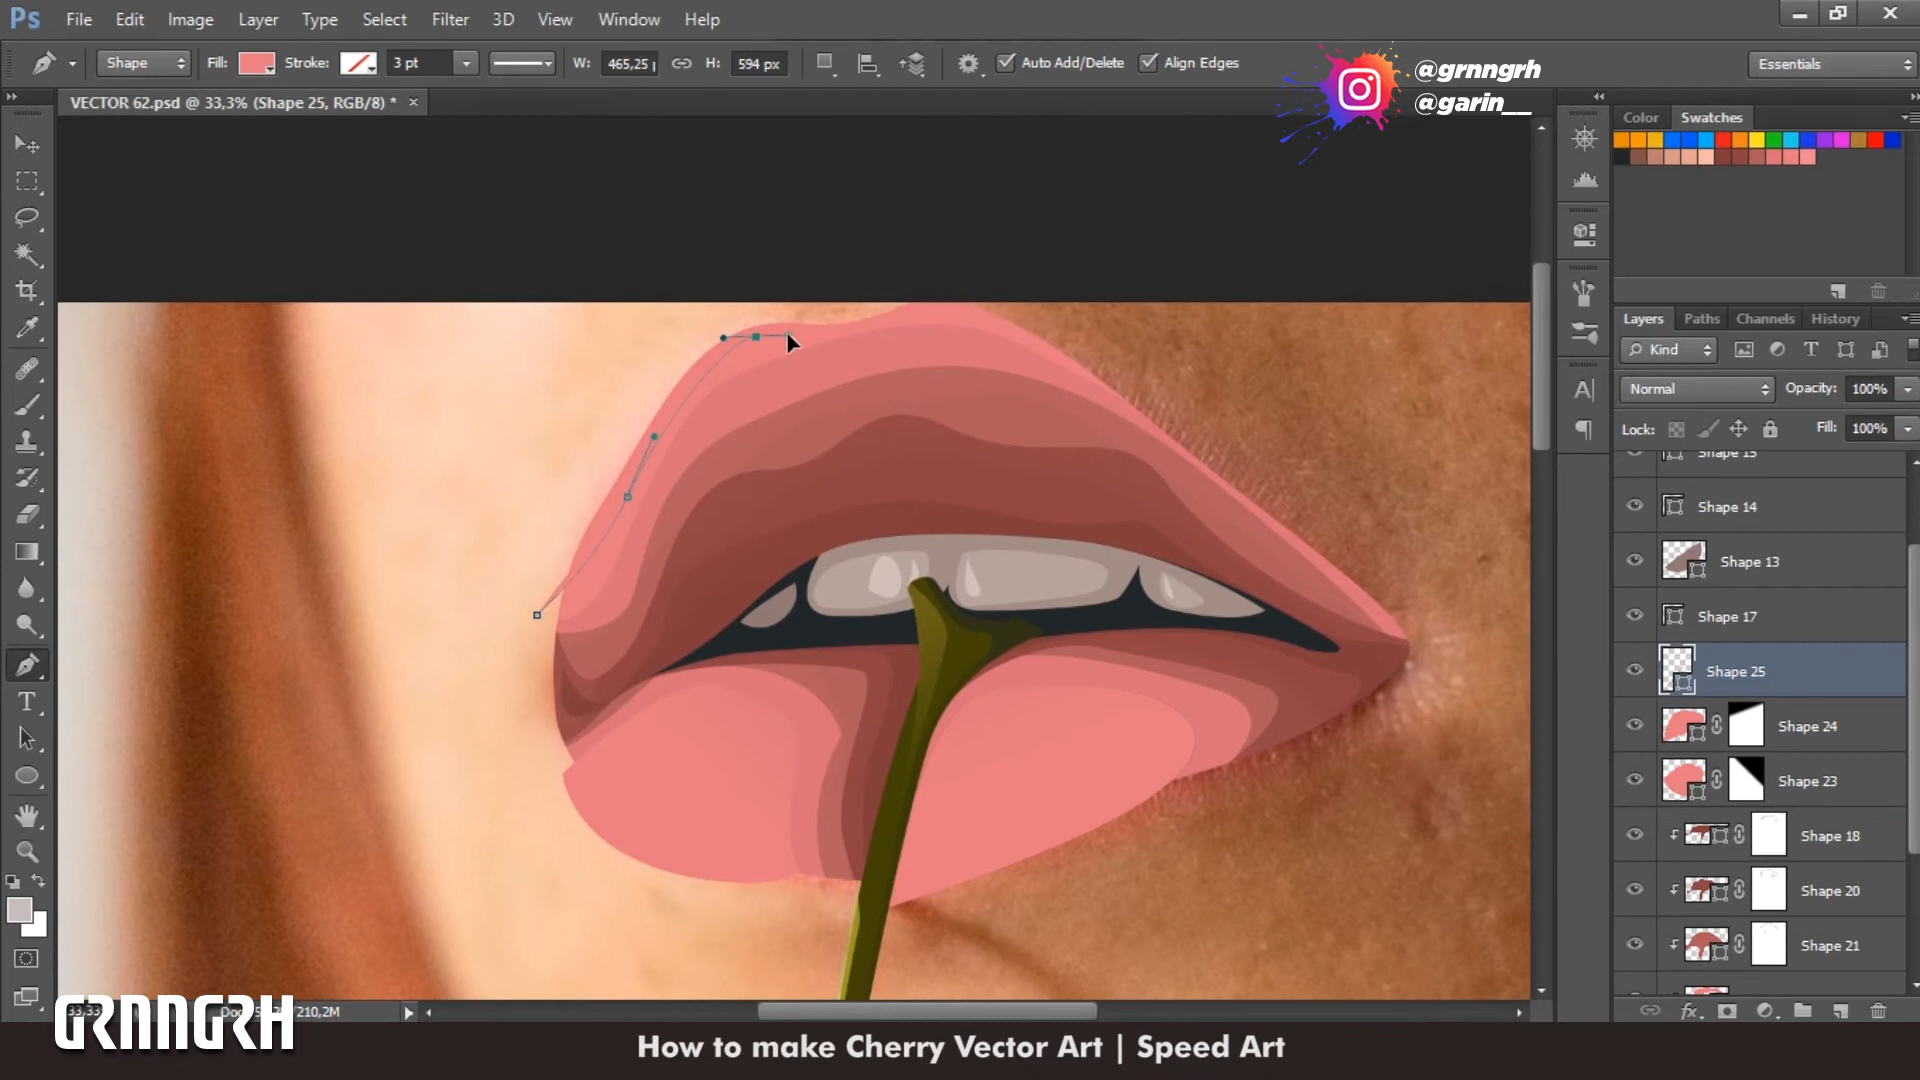 Ps File Edit Image Layer Type Select Filter 3D View Window Help
Shape Fill: Stroke: 3 pt W: 465,25 H: 594 px Auto Add/Delete Align Edges Essentials
@grnngrh
@garin__
VECTOR 62.psd @ 33,3% (Shape 25, RGB/8) * ×
Color Swatches
Layers Paths Channels History
Kind
Normal Opacity: 100%
Lock: Fill: 100%
Shape 15
Shape 14
Shape 13
Shape 17
Shape 25
Shape 24
Shape 23
Shape 18
Shape 20
Shape 21
GRNNGRH
/210,2M
How to make Cherry Vector Art | Speed Art